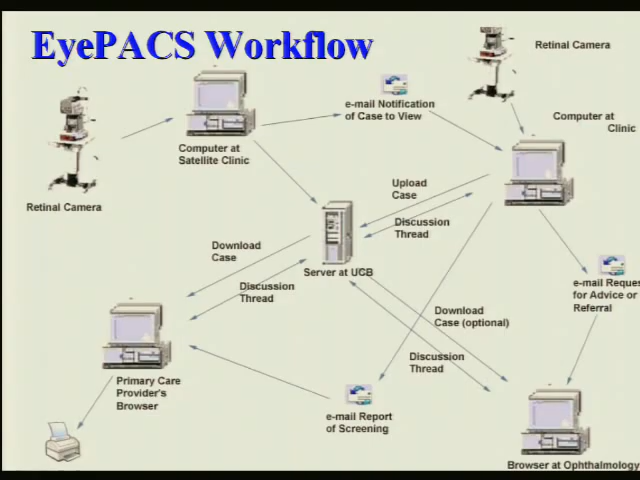 EyePACS Workflow
Retinal Camera
e-mail Notification
of Case to View
Computer at
Clinic
Computer at
Satellite Clinic
Retinal Camera
Upload
Case
Discussion
Thread
Download
Case
Server at UCB
Discussion
Thread
e-mail Reques
for Advice or
Referral
Download
Case (optional)
Discussion
Thread
Primary Care
Provider's
Browser
e-mail Report
of Screening
Browser at Ophthalmology